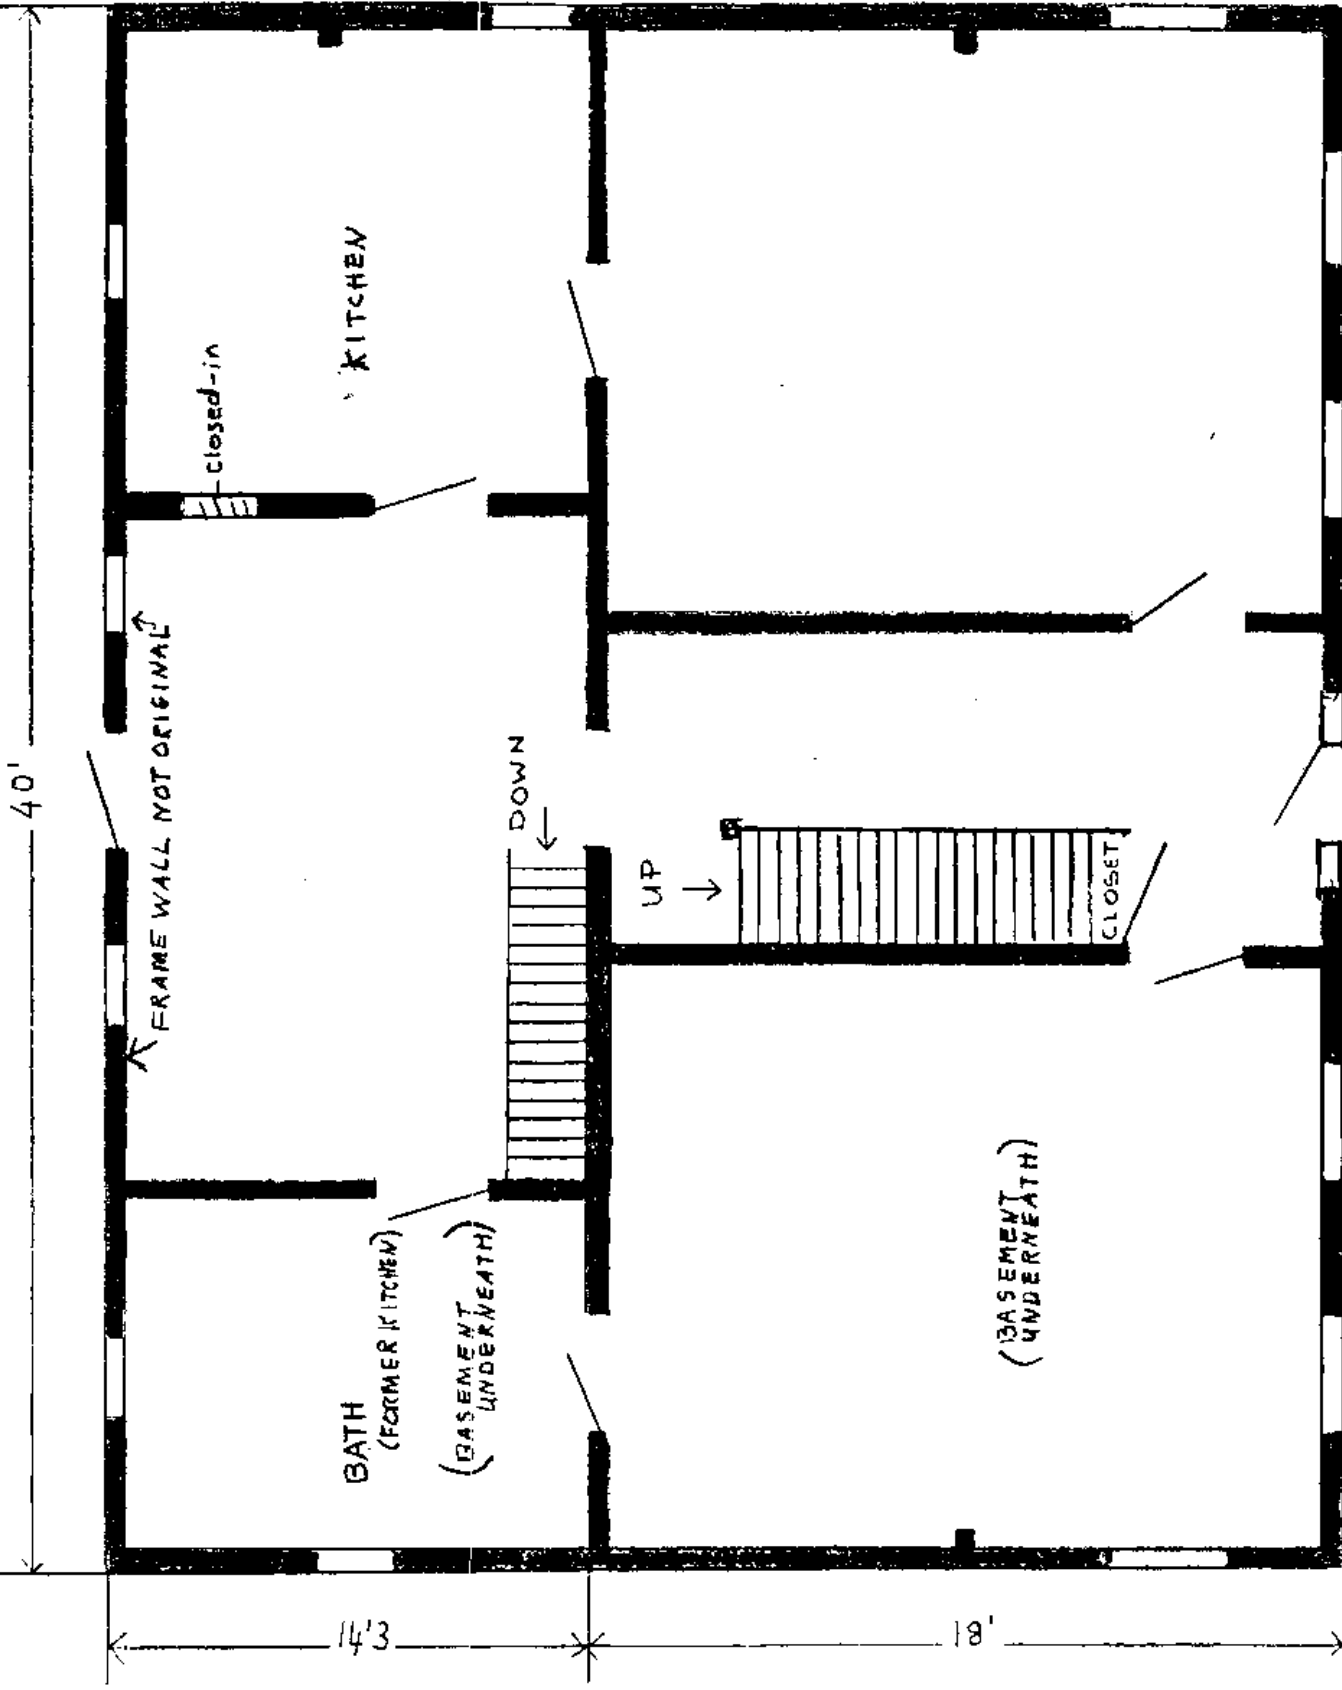 KITCHEN
closed-in
FRAME WALL NOT ORIGINAL
40'
DOWN
UP
CLOSET
BATH
(FORMER KITCHEN)
(BASEMENT
UNDERNEATH)
(BASEMENT
UNDERNEATH)
14'3
18'